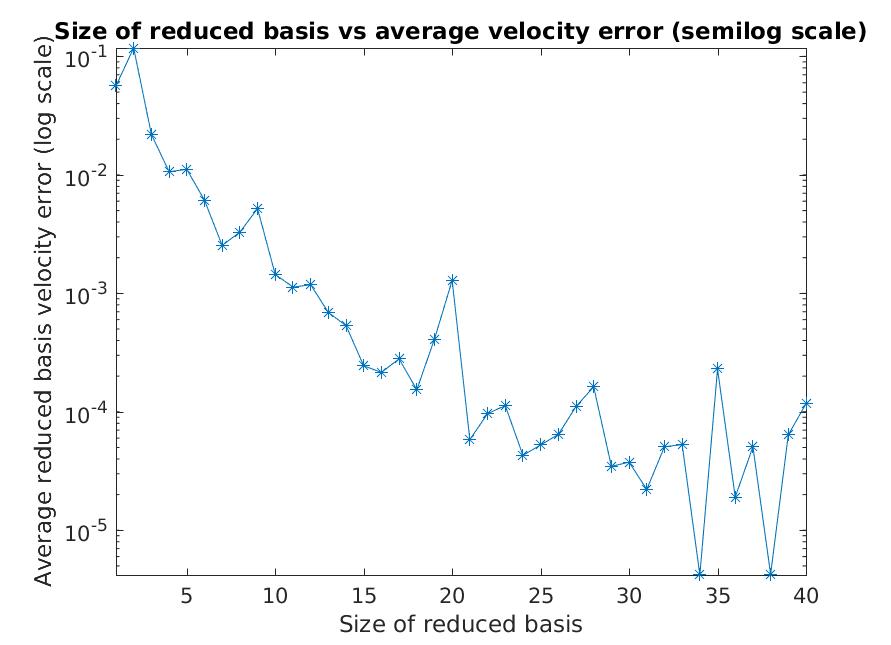 Size of reduced basis vs average velocity error (semilog scale)
Average reduced basis velocity error (log scale)
10^-1
10^-2
10^-3
10^-4
10^-5
5 10 15 20 25 30 35 40
Size of reduced basis